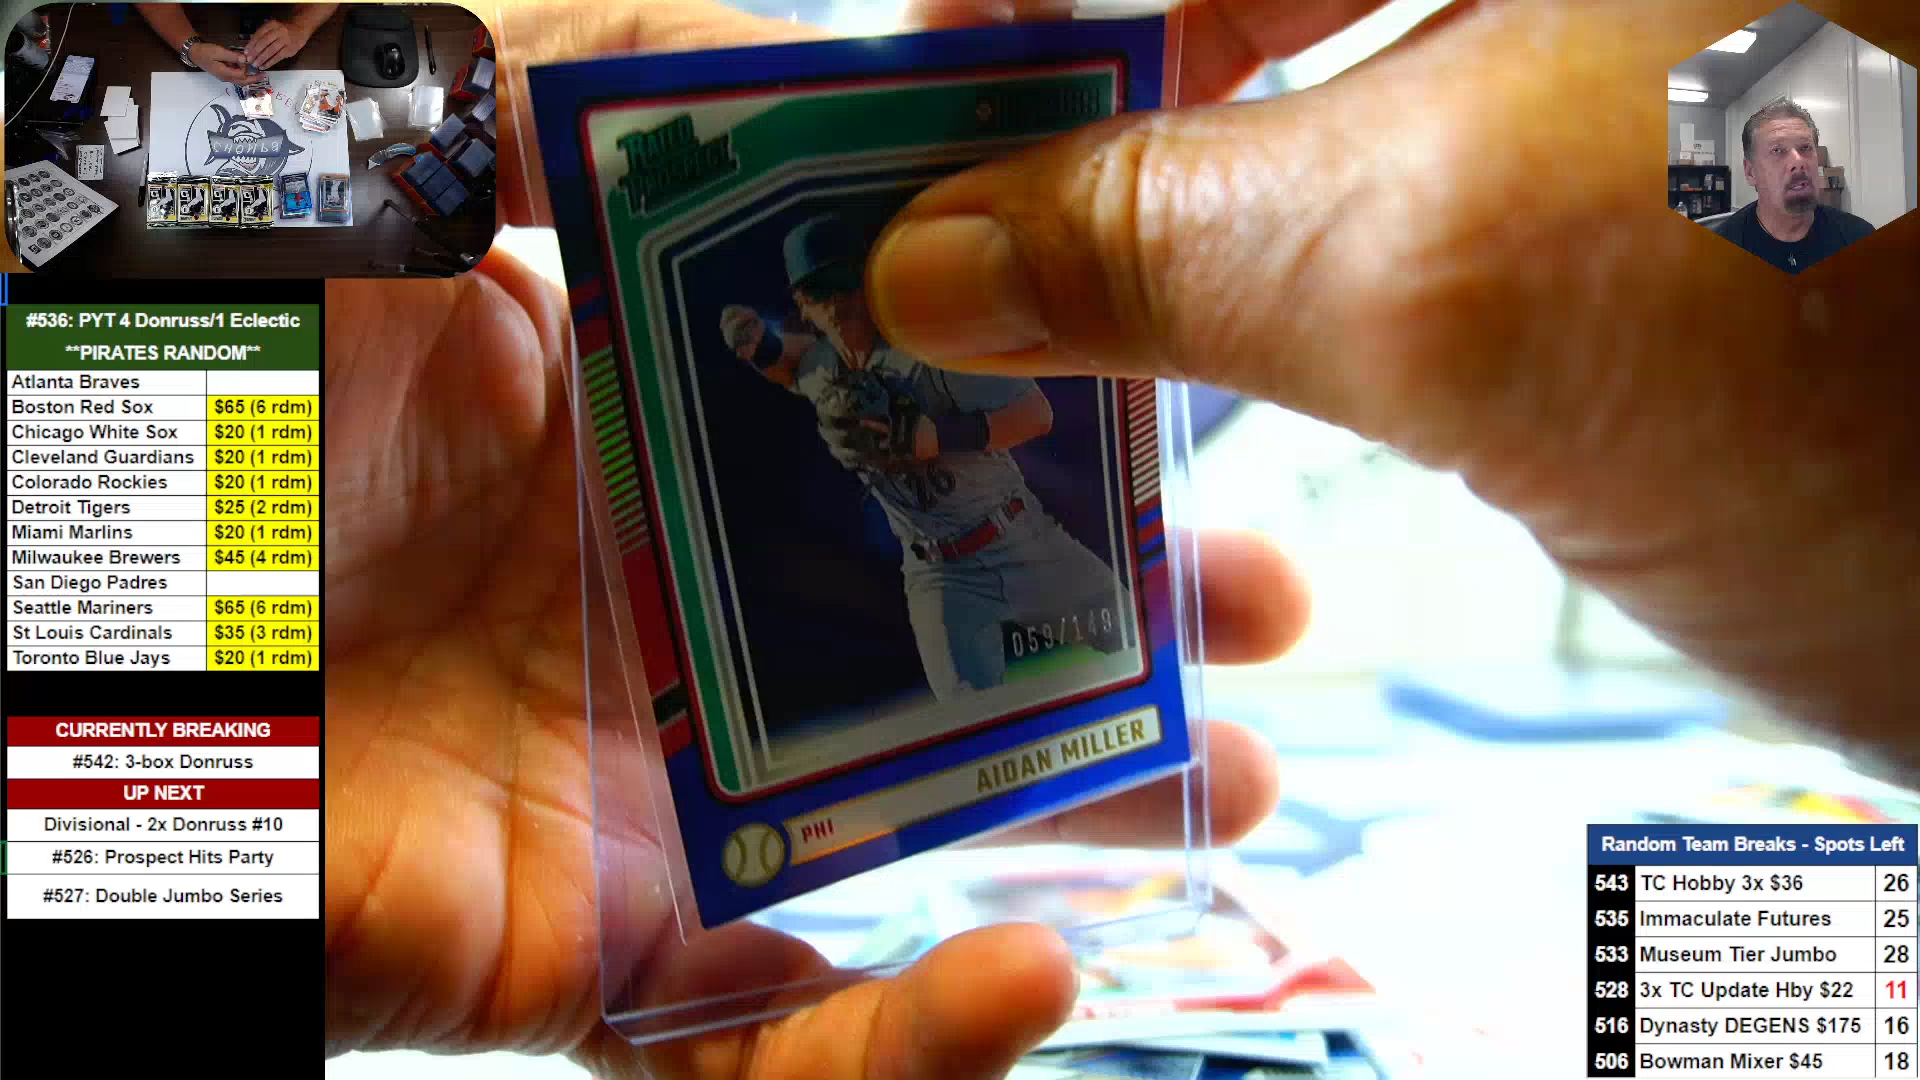 #536: PYT 4 Donruss/1 Eclectic
**PIRATES RANDOM**
Atlanta Braves
Boston Red Sox $65 (6 rdm)
Chicago White Sox $20 (1 rdm)
Cleveland Guardians $20 (1 rdm)
Colorado Rockies $20 (1 rdm)
Detroit Tigers $25 (2 rdm)
Miami Marlins $20 (1 rdm)
Milwaukee Brewers $45 (4 rdm)
San Diego Padres
Seattle Mariners $65 (6 rdm)
St Louis Cardinals $35 (3 rdm)
Toronto Blue Jays $20 (1 rdm)
CURRENTLY BREAKING
#542: 3-box Donruss
UP NEXT
Divisional - 2x Donruss #10
#526: Prospect Hits Party
#527: Double Jumbo Series
RATED
PROSPECT
059/149
AIDAN MILLER
PHI
CHOMPS
Random Team Breaks - Spots Left
543 TC Hobby 3x $36 26
535 Immaculate Futures 25
533 Museum Tier Jumbo 28
528 3x TC Update Hby $22 11
516 Dynasty DEGENS $175 16
506 Bowman Mixer $45 18